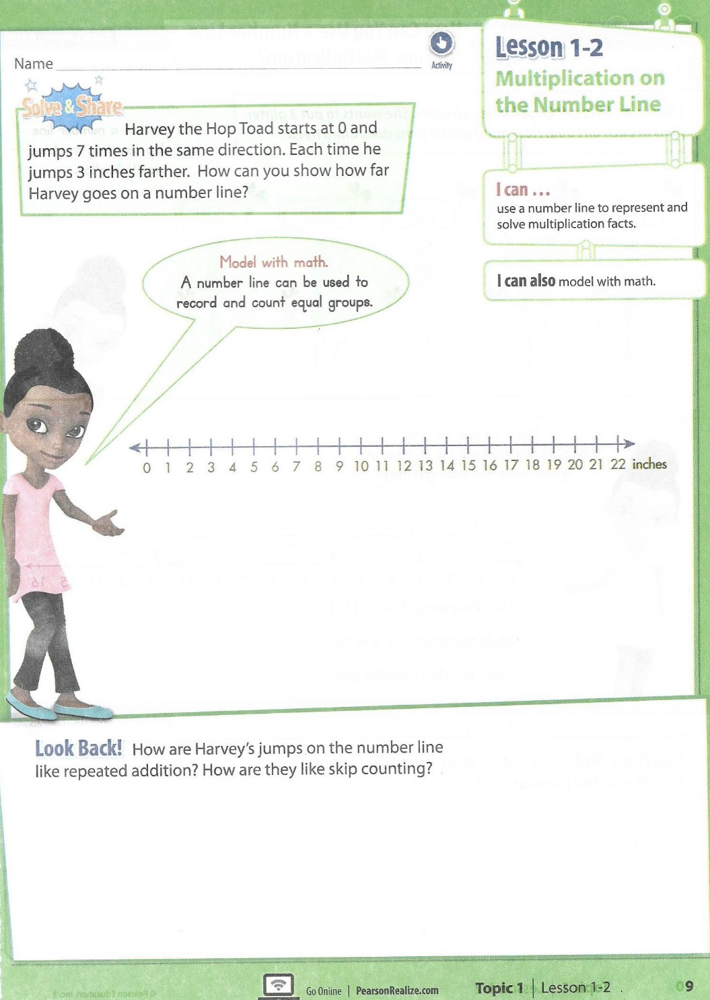 Name
Activity
Lesson 1-2
Multiplication on
the Number Line
Solve & Share
Harvey the Hop Toad starts at 0 and
jumps 7 times in the same direction. Each time he
jumps 3 inches farther. How can you show how far
Harvey goes on a number line?
I can ...
use a number line to represent and
solve multiplication facts.
I can also model with math.
Model with math.
A number line can be used to
record and count equal groups.
0 1 2 3 4 5 6 7 8 9 10 11 12 13 14 15 16 17 18 19 20 21 22 inches
Look Back! How are Harvey's jumps on the number line
like repeated addition? How are they like skip counting?
Go Online | PearsonRealize.com
Topic 1 | Lesson 1-2
9